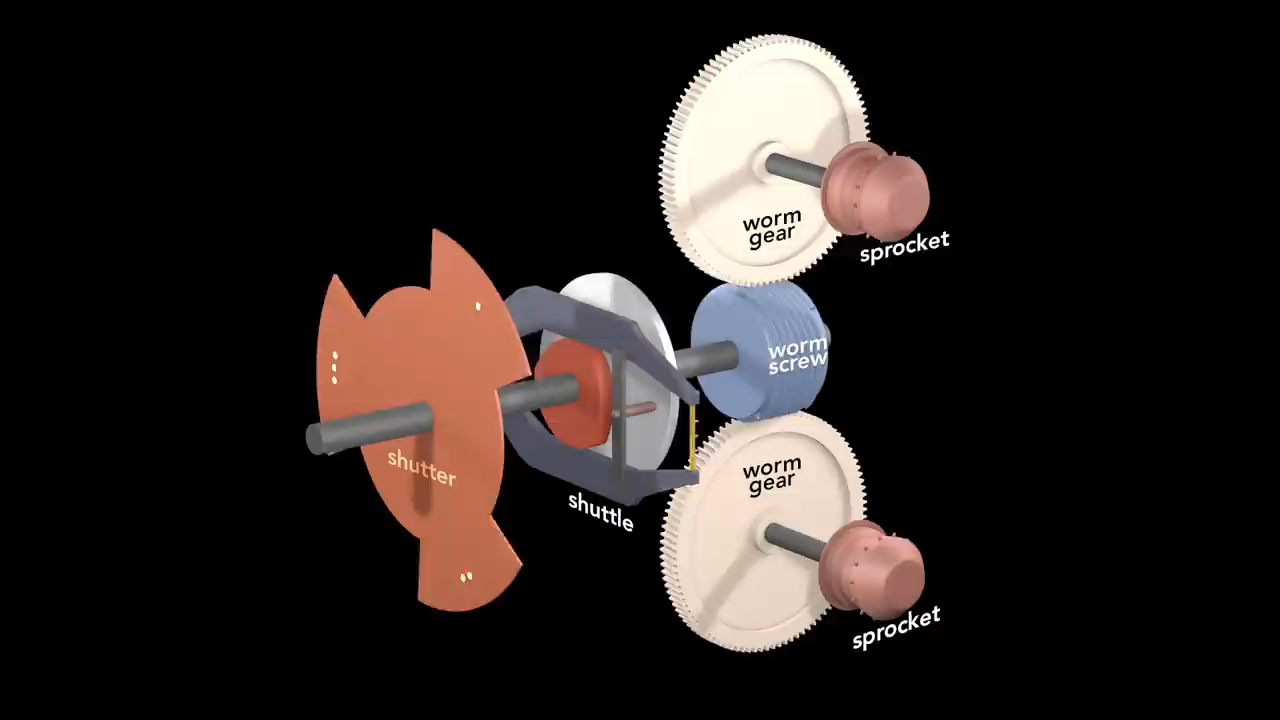 worm
gear
sprocket
worm
screw
worm
gear
shutter
shuttle
sprocket